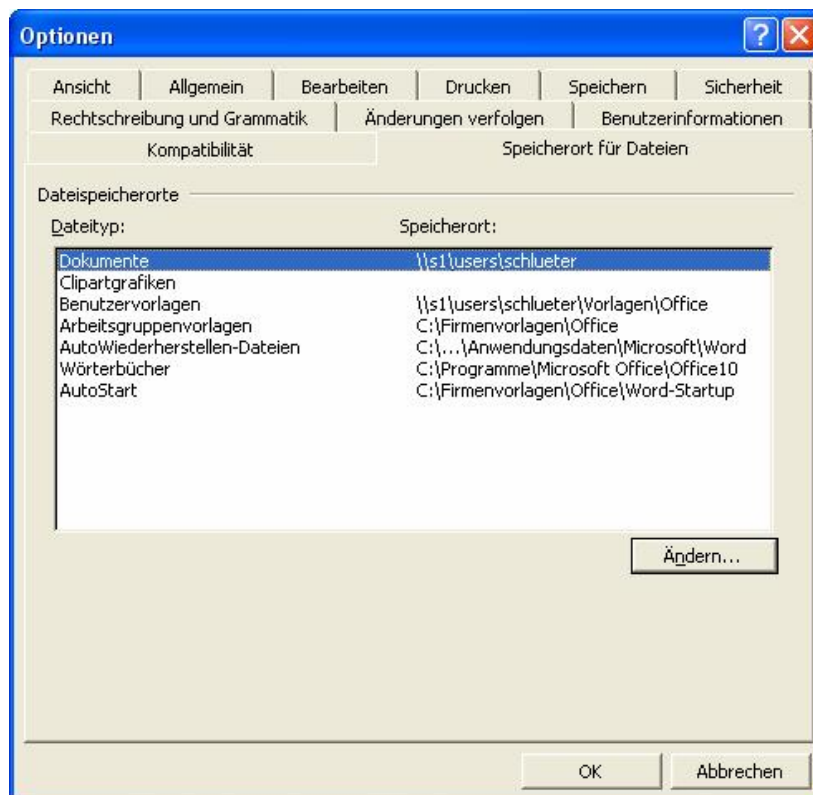 Optionen
Ansicht Allgemein Bearbeiten Drucken Speichern Sicherheit
Rechtschreibung und Grammatik Änderungen verfolgen Benutzerinformationen
Kompatibilität Speicherort für Dateien
Dateispeicherorte
Dateityp: Speicherort:
Dokumente \\s1\users\schlueter
Clipartgrafiken
Benutzervorlagen \\s1\users\schlueter\Vorlagen\Office
Arbeitsgruppenvorlagen C:\Firmenvorlagen\Office
AutoWiederherstellen-Dateien C:\...\Anwendungsdaten\Microsoft\Word
Wörterbücher C:\Programme\Microsoft Office\Office10
AutoStart C:\Firmenvorlagen\Office\Word-Startup
Ändern...
OK Abbrechen